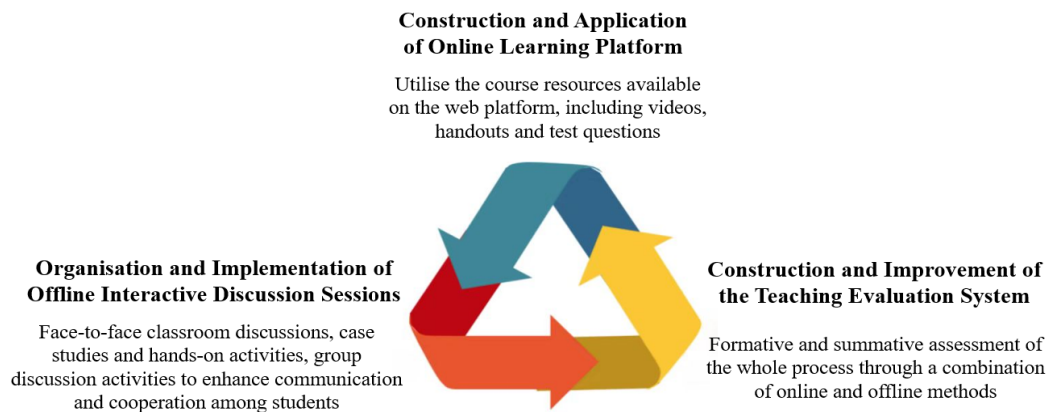 Construction and Application
of Online Learning Platform
Utilise the course resources available
on the web platform, including videos,
handouts and test questions
Organisation and Implementation of
Offline Interactive Discussion Sessions
Face-to-face classroom discussions, case
studies and hands-on activities, group
discussion activities to enhance communication
and cooperation among students
Construction and Improvement of
the Teaching Evaluation System
Formative and summative assessment of
the whole process through a combination
of online and offline methods